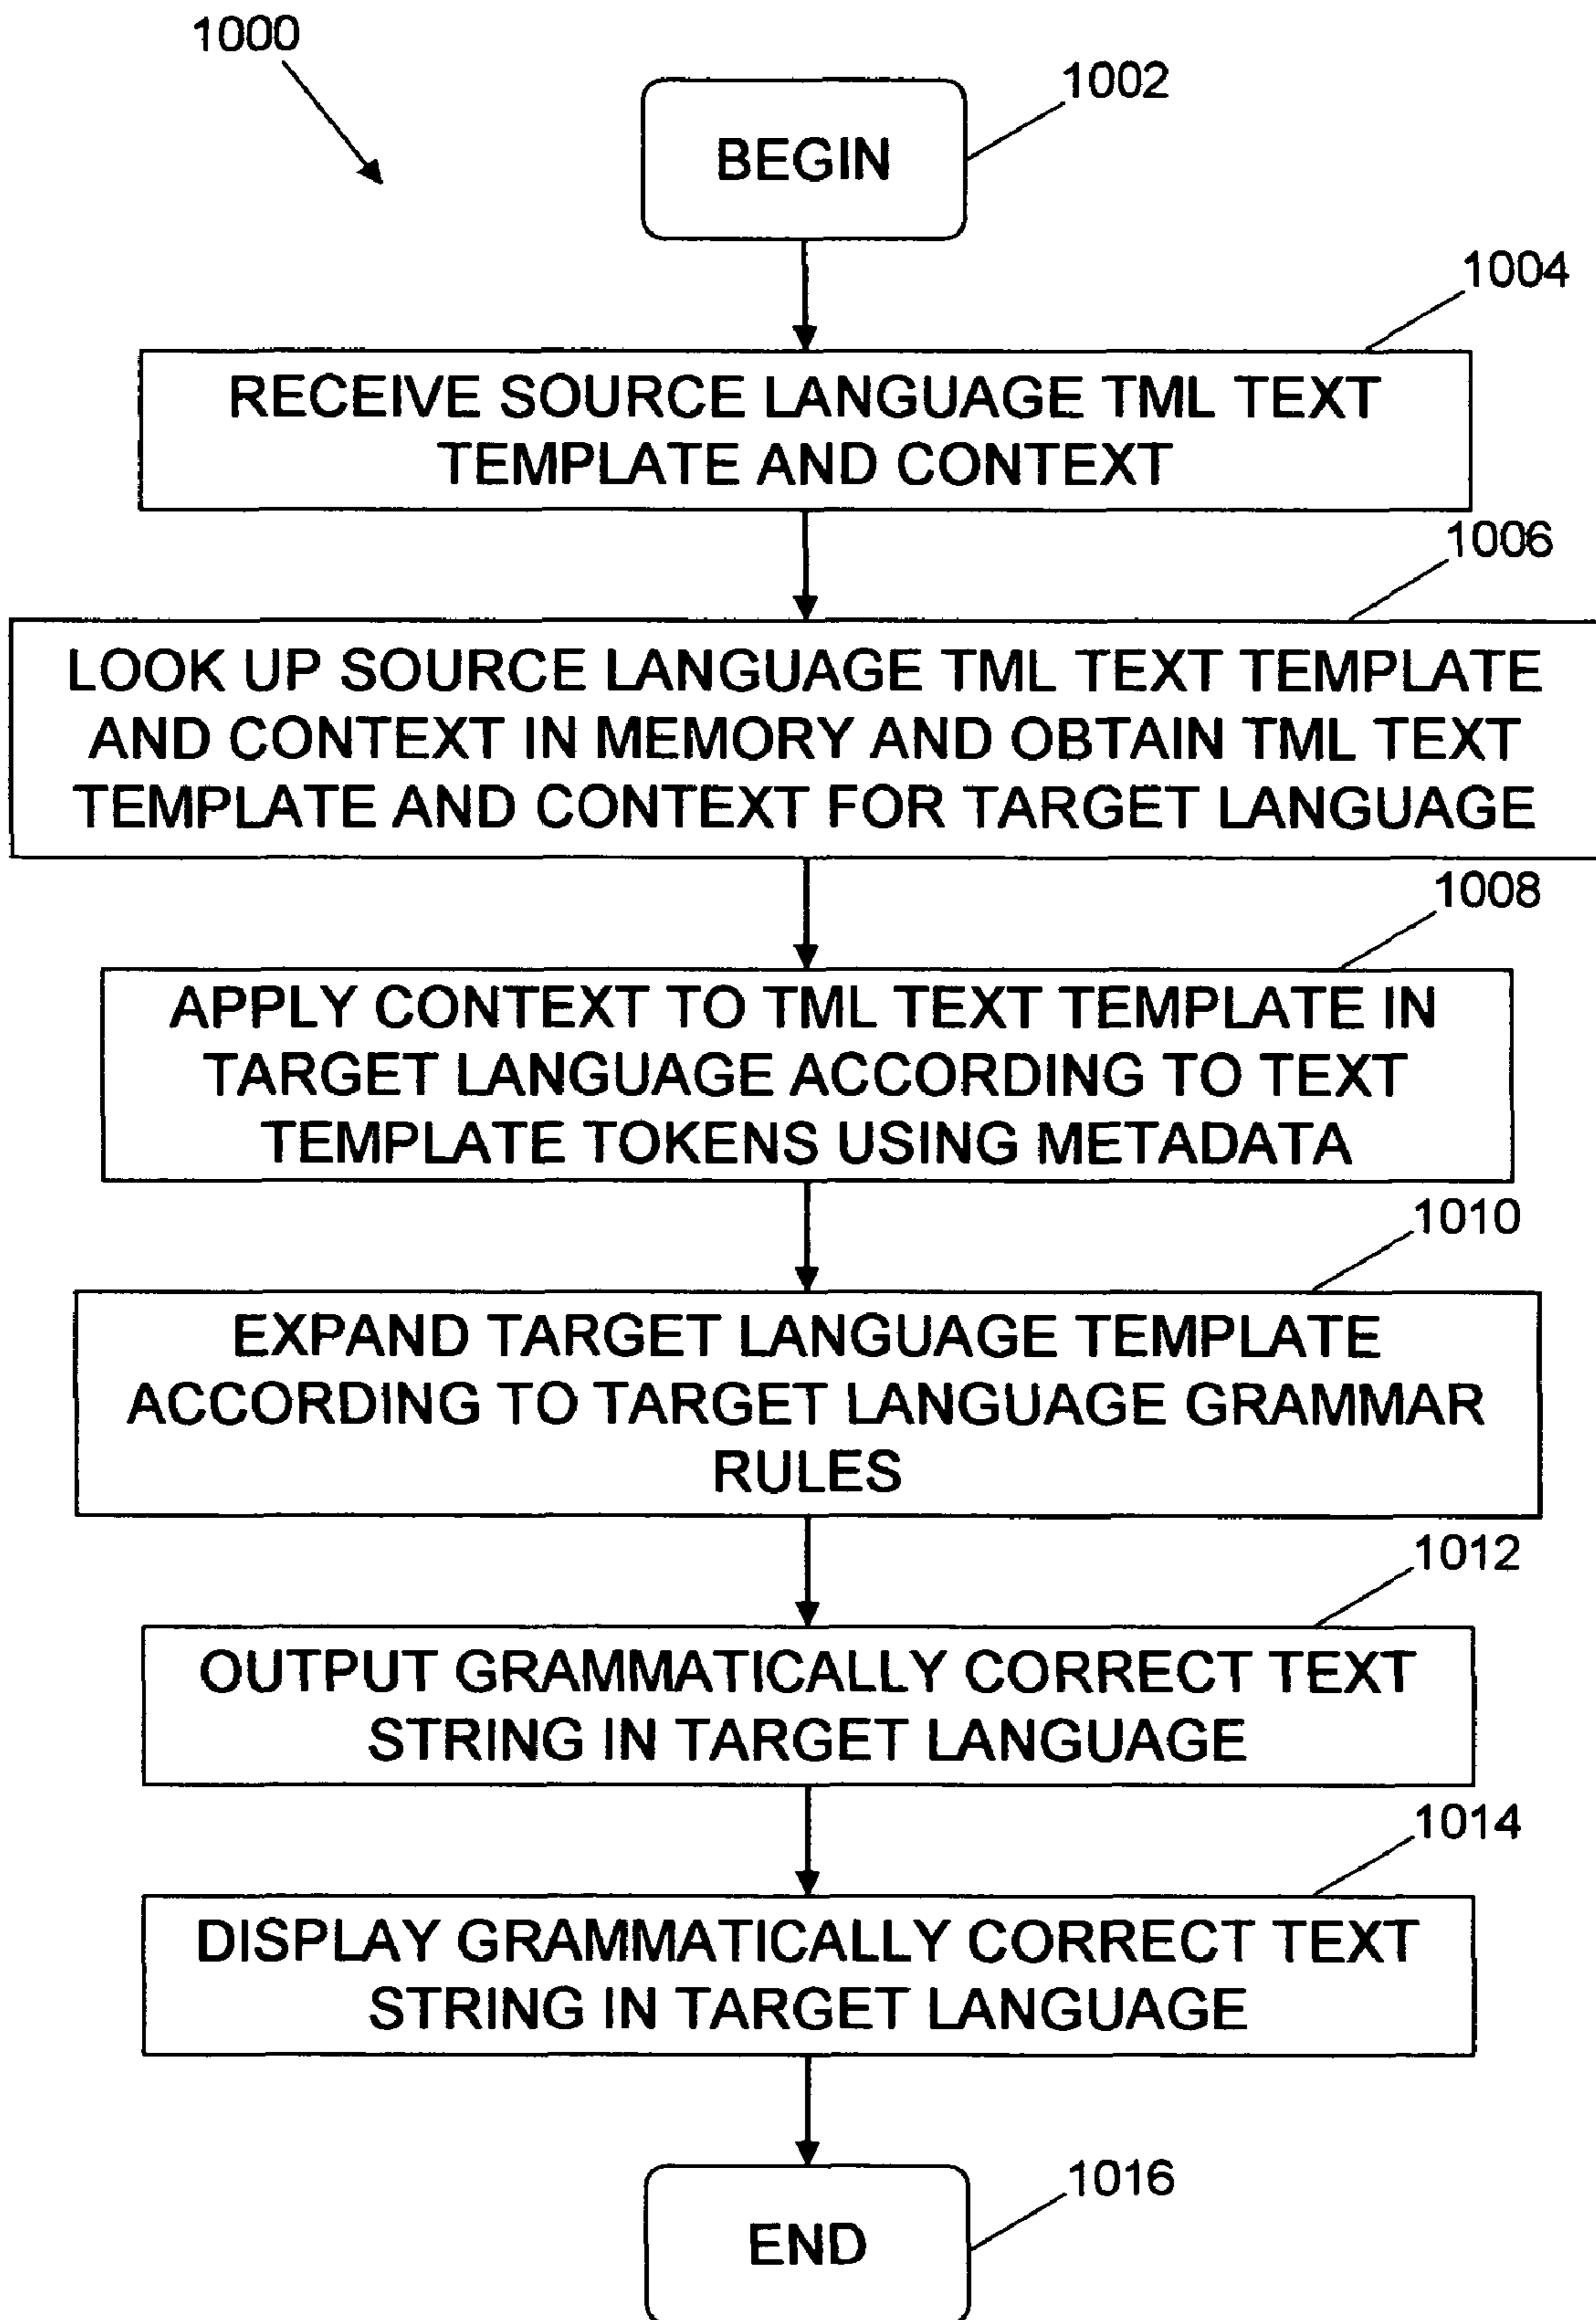 1000
1002
BEGIN
1004
RECEIVE SOURCE LANGUAGE TML TEXT
TEMPLATE AND CONTEXT
1006
LOOK UP SOURCE LANGUAGE TML TEXT TEMPLATE
AND CONTEXT IN MEMORY AND OBTAIN TML TEXT
TEMPLATE AND CONTEXT FOR TARGET LANGUAGE
1008
APPLY CONTEXT TO TML TEXT TEMPLATE IN
TARGET LANGUAGE ACCORDING TO TEXT
TEMPLATE TOKENS USING METADATA
1010
EXPAND TARGET LANGUAGE TEMPLATE
ACCORDING TO TARGET LANGUAGE GRAMMAR
RULES
1012
OUTPUT GRAMMATICALLY CORRECT TEXT
STRING IN TARGET LANGUAGE
1014
DISPLAY GRAMMATICALLY CORRECT TEXT
STRING IN TARGET LANGUAGE
1016
END